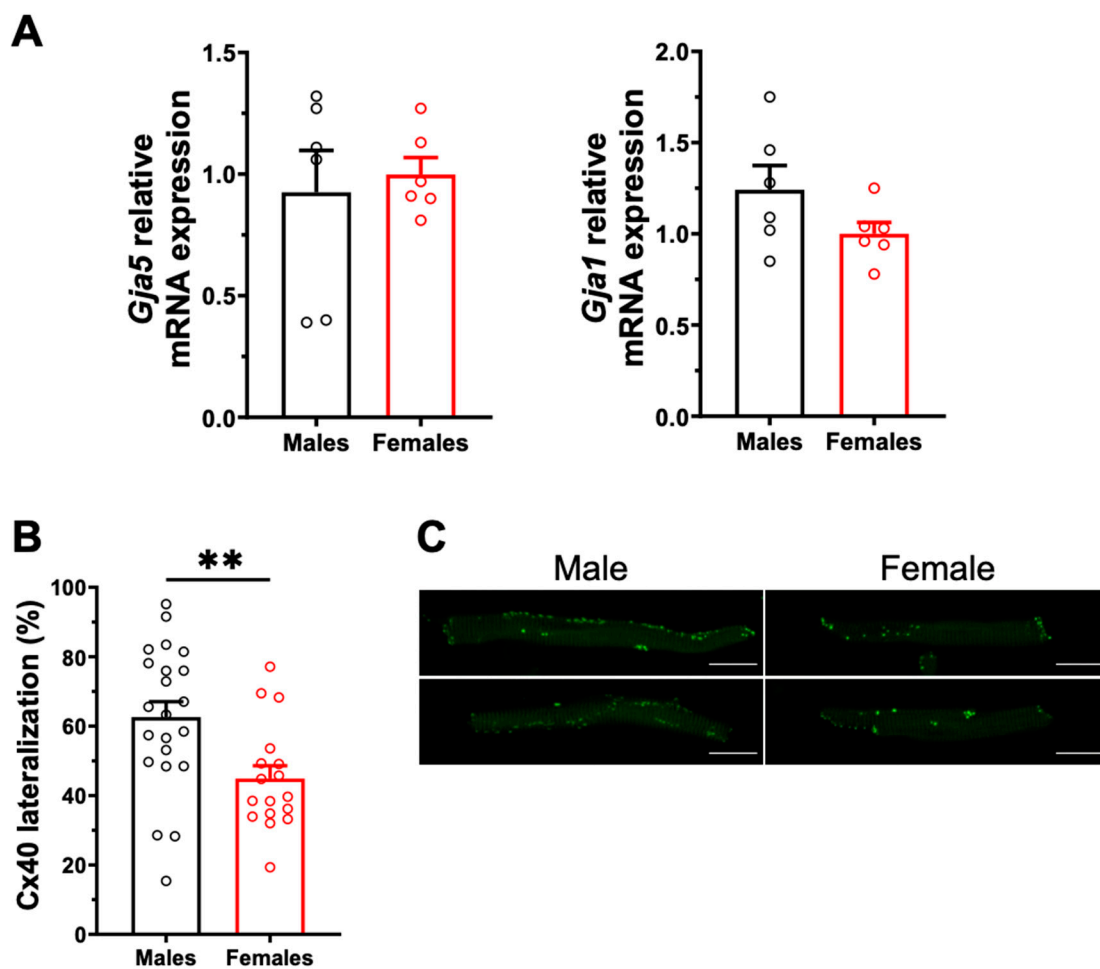 A
Gja5 relative
mRNA expression
1.5
1.0
0.5
0.0
Males Females
Gja1 relative
mRNA expression
2.0
1.5
1.0
0.5
0.0
Males Females
B
**
Cx40 lateralization (%)
100
80
60
40
20
0
Males Females
C
Male Female